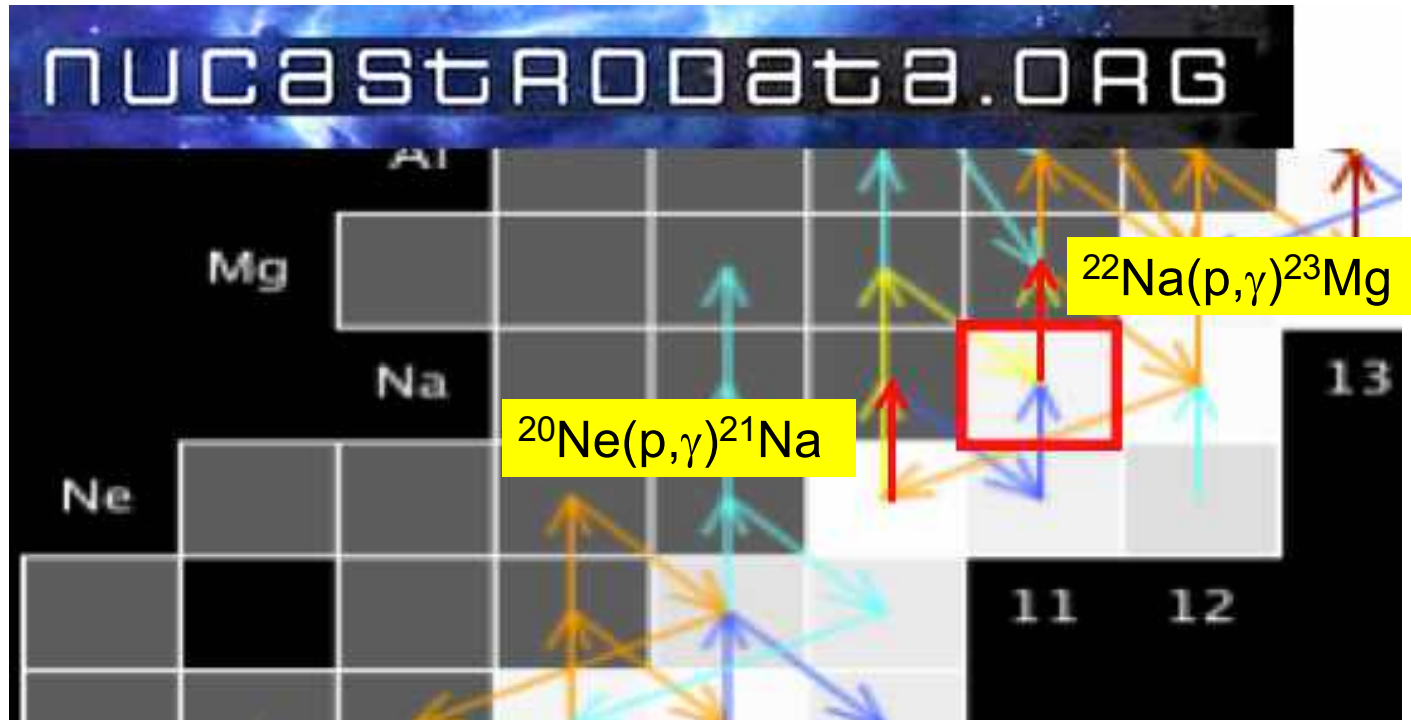 nucastrodata.org
Al
Mg
²²Na(p,γ)²³Mg
Na
13
²⁰Ne(p,γ)²¹Na
Ne
11 12